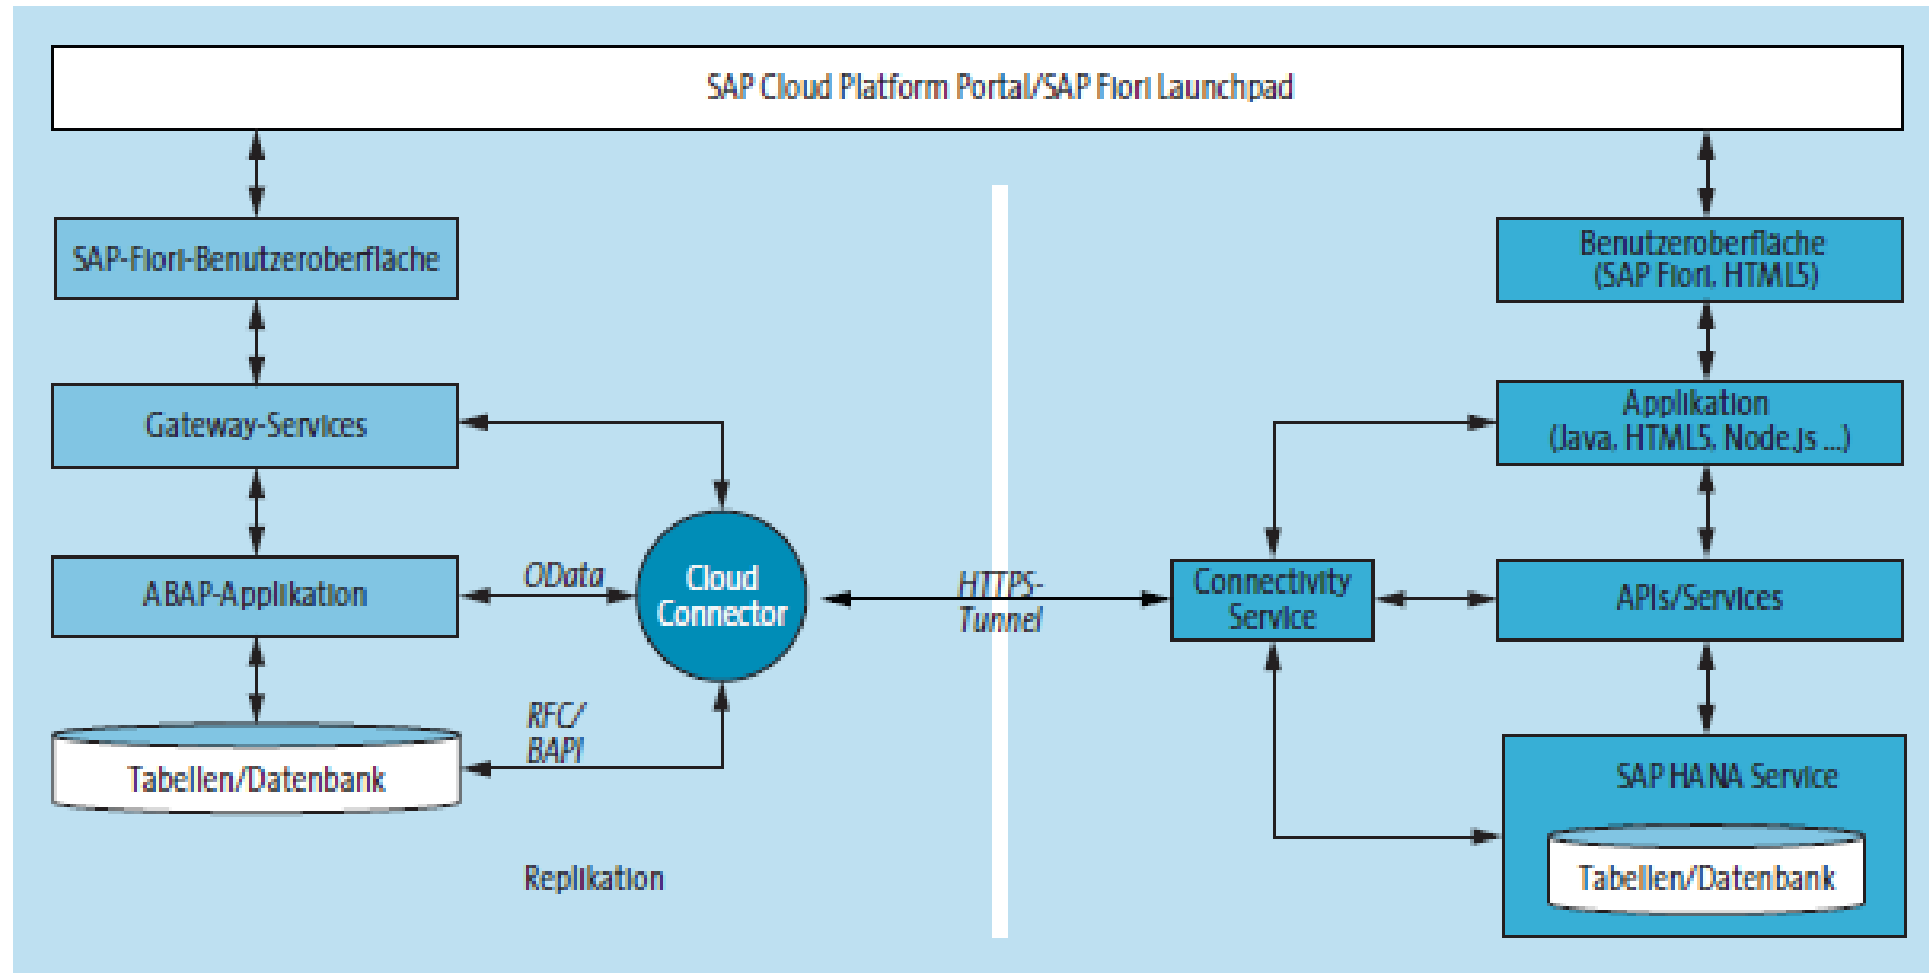 SAP Cloud Platform Portal/SAP Fiori Launchpad
SAP-Fiori-Benutzeroberfläche
Gateway-Services
ABAP-Applikation
Tabellen/Datenbank
OData
RFC/
BAPI
Cloud
Connector
Replikation
HTTPS-
Tunnel
Connectivity
Service
Benutzeroberfläche
(SAP Fiori, HTML5)
Applikation
(Java, HTML5, Node.js ...)
APIs/Services
SAP HANA Service
Tabellen/Datenbank